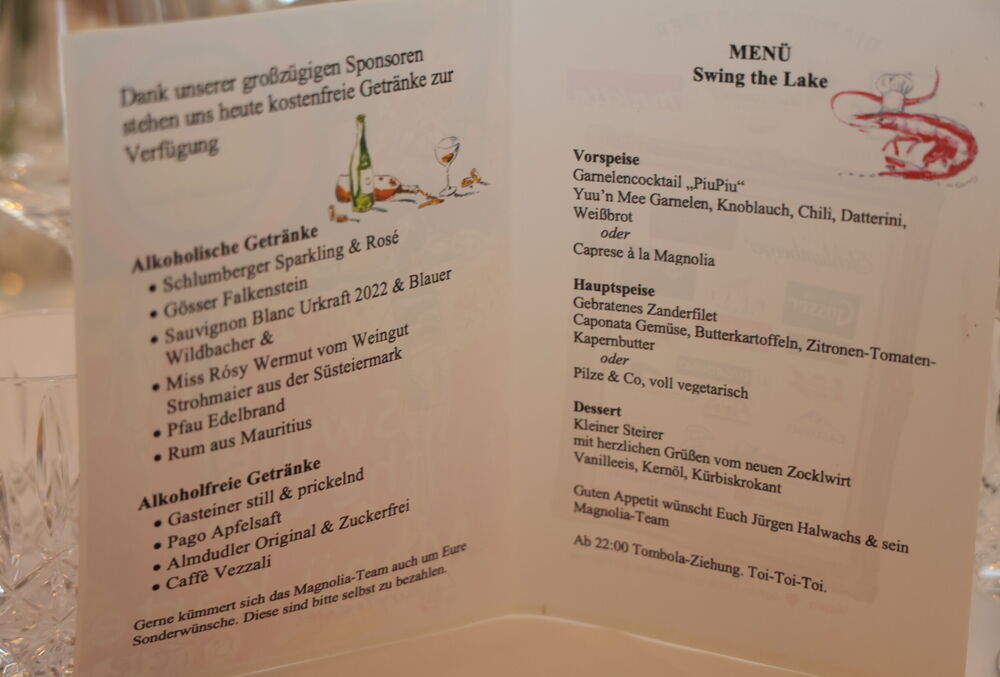 Dank unserer großzügigen Sponsoren
stehen uns heute kostenfreie Getränke zur
Verfügung
Alkoholische Getränke
• Schlumberger Sparkling & Rosé
• Gösser Falkenstein
• Sauvignon Blanc Urkraft 2022 & Blauer
Wildbacher &
• Miss Rósy Wermut vom Weingut
Strohmaier aus der Süsteiermark
• Pfau Edelbrand
• Rum aus Mauritius
Alkoholfreie Getränke
• Gasteiner still & prickelnd
• Pago Apfelsaft
• Almdudler Original & Zuckerfrei
• Caffè Vezzali
Gerne kümmert sich das Magnolia-Team auch um Eure
Sonderwünsche. Diese sind bitte selbst zu bezahlen.
MENÜ
Swing the Lake
Vorspeise
Garnelencocktail „PiuPiu“
Yuu'n Mee Garnelen, Knoblauch, Chili, Datterini,
Weißbrot
oder
Caprese à la Magnolia
Hauptspeise
Gebratenes Zanderfilet
Caponata Gemüse, Butterkartoffeln, Zitronen-Tomaten-
Kapernbutter
oder
Pilze & Co, voll vegetarisch
Dessert
Kleiner Steirer
mit herzlichen Grüßen vom neuen Zocklwirt
Vanilleeis, Kernöl, Kürbiskrokant
Guten Appetit wünscht Euch Jürgen Halwachs & sein
Magnolia-Team
Ab 22:00 Tombola-Ziehung. Toi-Toi-Toi.